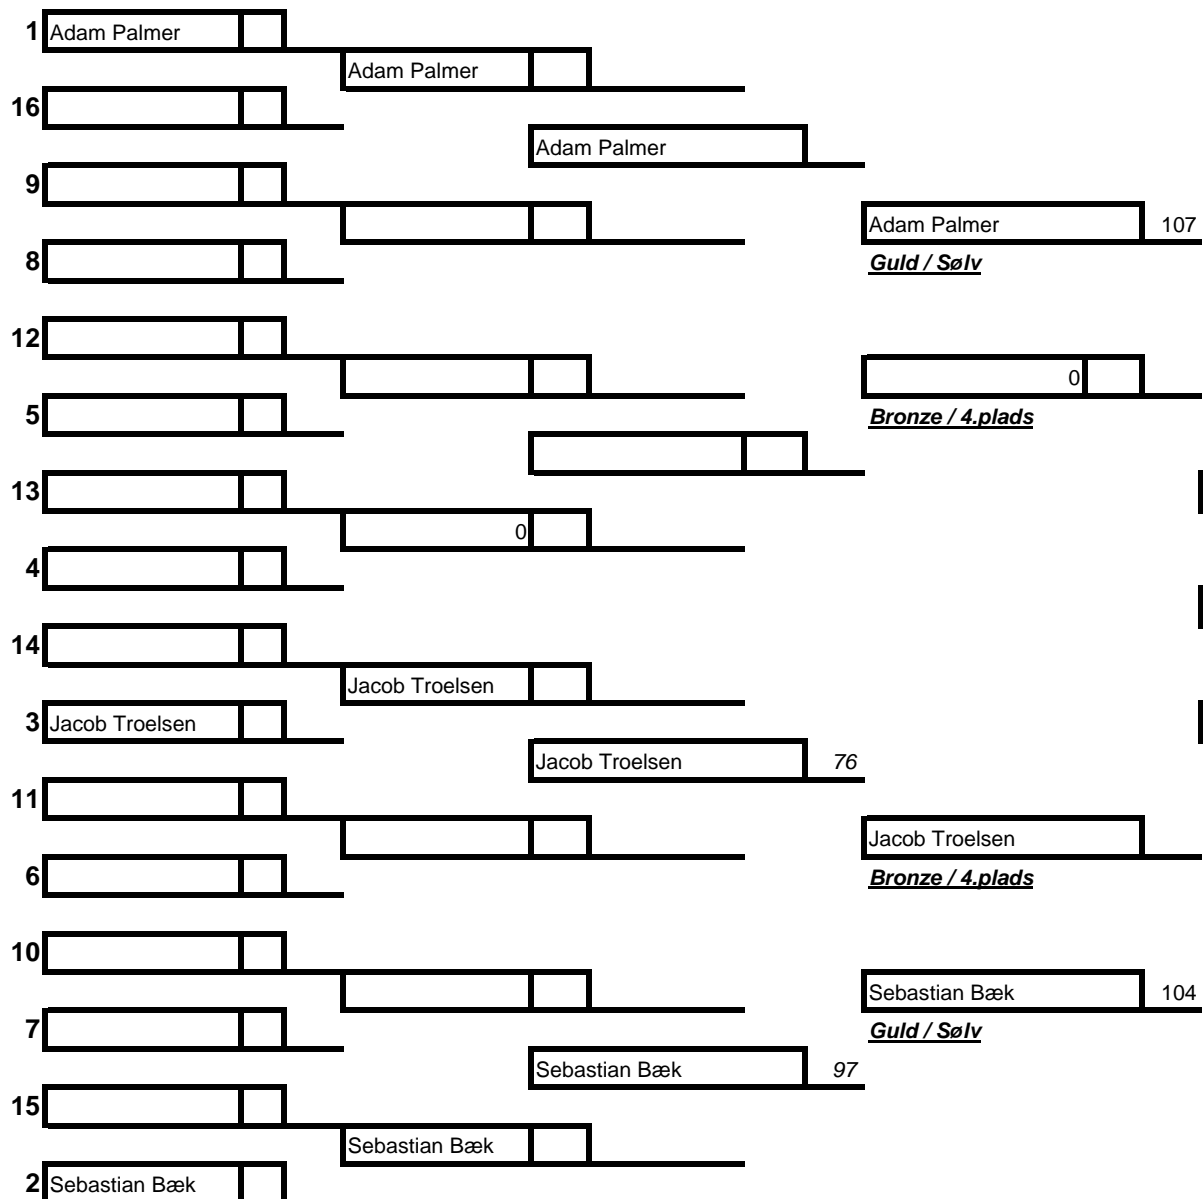 1 Adam Palmer
Adam Palmer
16
Adam Palmer
9
Adam Palmer 107
8
Guld / Sølv
12
0
5
Bronze / 4.plads
13
0
4
14
Jacob Troelsen
3 Jacob Troelsen
Jacob Troelsen 76
11
Jacob Troelsen
6
Bronze / 4.plads
10
Sebastian Bæk 104
7
Guld / Sølv
Sebastian Bæk 97
15
Sebastian Bæk
2 Sebastian Bæk